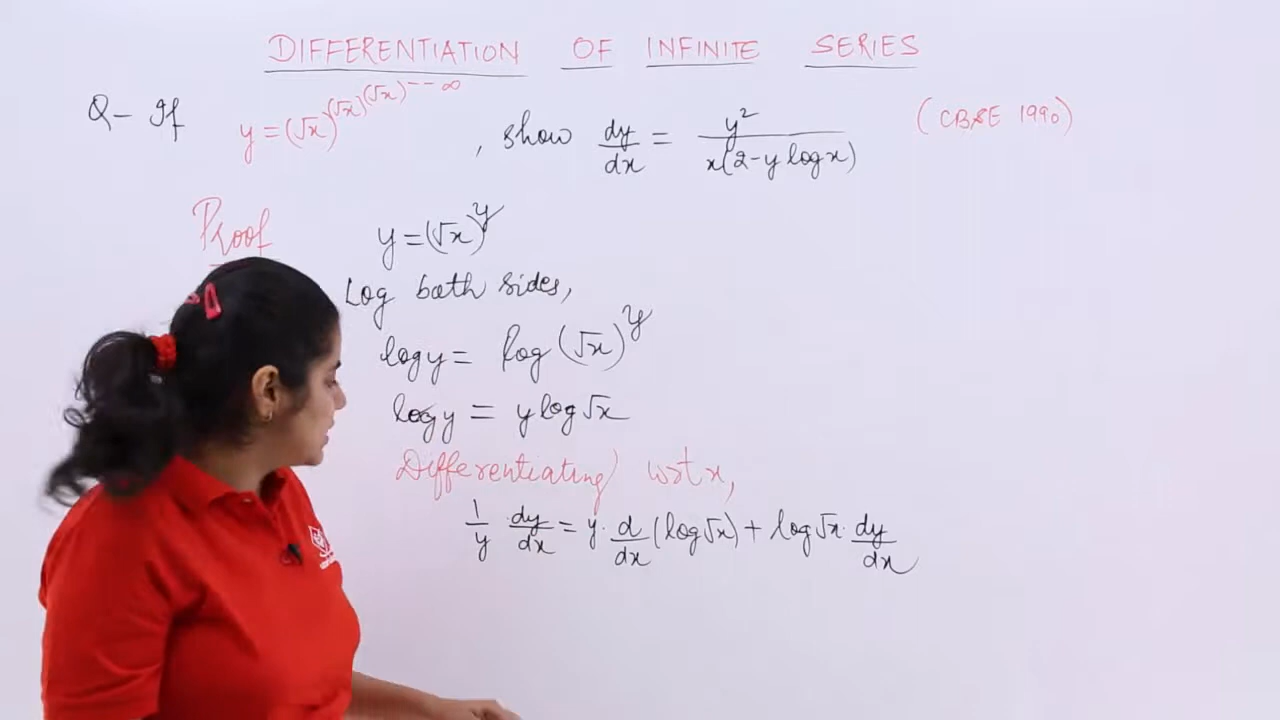 DIFFERENTIATION OF INFINITE SERIES
Q- If y = (√x)^(√x)^(√x)---∞ , show dy/dx = y²/x(2-y log x) (CBSE 1990)
Proof
y = (√x)^y
Log both sides,
log y = log (√x)^y
log y = y log √x
Differentiating wrt x,
1/y . dy/dx = y. d/dx (log √x) + log √x . dy/dx